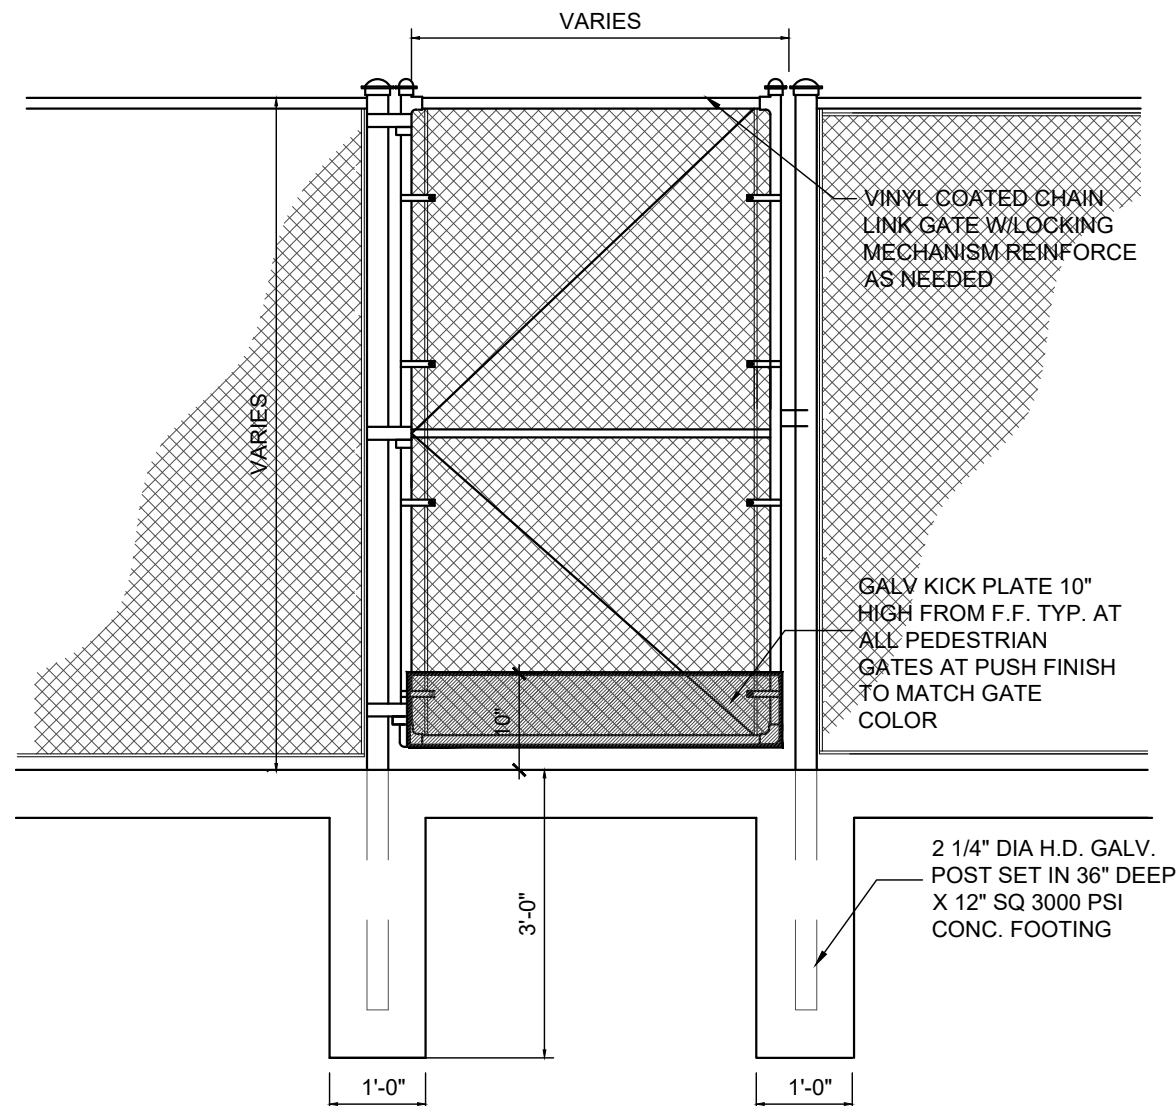 VARIES
VINYL COATED CHAIN
LINK GATE W/LOCKING
MECHANISM REINFORCE
AS NEEDED
VARIES
GALV KICK PLATE 10"
HIGH FROM F.F. TYP. AT
ALL PEDESTRIAN
GATES AT PUSH FINISH
TO MATCH GATE
COLOR
10"
2 1/4" DIA H.D. GALV.
POST SET IN 36" DEEP
X 12" SQ 3000 PSI
CONC. FOOTING
3'-0"
1'-0"
1'-0"